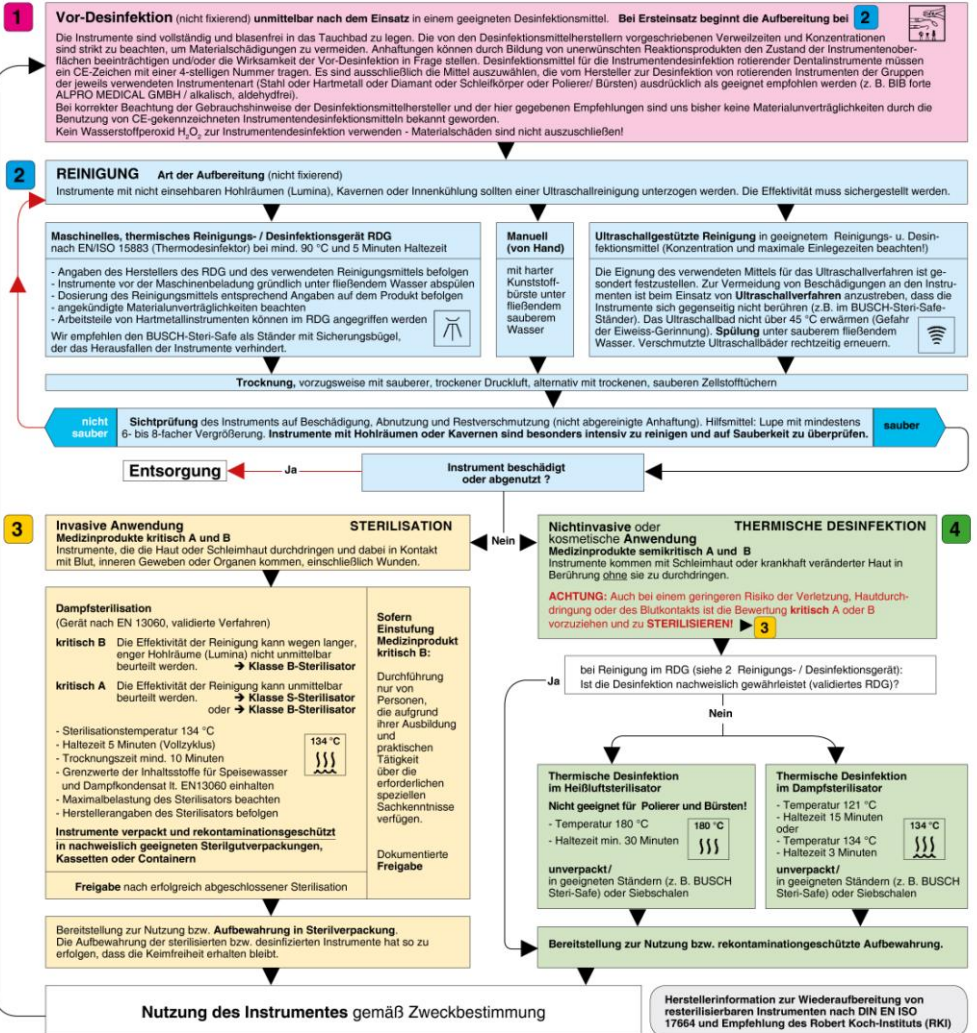 1
Vor-Desinfektion (nicht fixierend) unmittelbar nach dem Einsatz in einem geeigneten Desinfektionsmittel. Bei Ersteinsatz beginnt die Aufbereitung bei 2
Die Instrumente sind vollständig und blasenfrei in das Tauchbad zu legen. Die von den Desinfektionsmittelherstellern vorgeschriebenen Verweilzeiten und Konzentrationen
sind strikt zu beachten, um Materialschädigungen zu vermeiden. Anhaftungen können durch Bildung von unerwünschten Reaktionsprodukten den Zustand der Instrumentenober-
flächen beeinträchtigen und/oder die Wirksamkeit der Vor-Desinfektion in Frage stellen. Desinfektionsmittel für die Instrumentendesinfektion rotierender Dentalinstrumente müssen
ein CE-Zeichen mit einer 4-stelligen Nummer tragen. Es sind ausschließlich die Mittel auszuwählen, die vom Hersteller zur Desinfektion von rotierenden Instrumenten der Gruppen
der jeweils verwendeten Instrumentenart (Stahl oder Hartmetall oder Diamant oder Schleifkörper oder Polierer/ Bürsten) ausdrücklich als geeignet empfohlen werden (z. B. BIB forte
ALPRO MEDICAL GMBH / alkalisch, aldehydfrei).
Bei korrekter Beachtung der Gebrauchshinweise der Desinfektionsmittelhersteller und der hier gegebenen Empfehlungen sind uns bisher keine Materialunverträglichkeiten durch die
Benutzung von CE-gekennzeichneten Instrumentendesinfektionsmitteln bekannt geworden.
Kein Wasserstoffperoxid H₂O₂ zur Instrumentendesinfektion verwenden - Materialschäden sind nicht auszuschließen!
2
REINIGUNG Art der Aufbereitung (nicht fixierend)
Instrumente mit nicht einsehbaren Hohlräumen (Lumina), Kavernen oder Innenkühlung sollten einer Ultraschallreinigung unterzogen werden. Die Effektivität muss sichergestellt werden.
Maschinelles, thermisches Reinigungs- / Desinfektionsgerät RDG
nach EN/ISO 15883 (Thermodesinfektor) bei mind. 90 °C und 5 Minuten Haltezeit
- Angaben des Herstellers des RDG und des verwendeten Reinigungsmittels befolgen
- Instrumente vor der Maschinenbeladung gründlich unter fließendem Wasser abspülen
- Dosierung des Reinigungsmittels entsprechend Angaben auf dem Produkt befolgen
- angekündigte Materialunverträglichkeiten beachten
- Arbeitsteile von Hartmetallinstrumenten können im RDG angegriffen werden
Wir empfehlen den BUSCH-Steri-Safe als Ständer mit Sicherungsbügel,
der das Herausfallen der Instrumente verhindert.
Manuell
(von Hand)
mit harter
Kunststoff-
bürste unter
fließendem
sauberem
Wasser
Ultraschallgestützte Reinigung in geeignetem Reinigungs- u. Desin-
fektionsmittel (Konzentration und maximale Einlegezeiten beachten!)
Die Eignung des verwendeten Mittels für das Ultraschallverfahren ist ge-
sondert festzustellen. Zur Vermeidung von Beschädigungen an den Instru-
menten ist beim Einsatz von Ultraschallverfahren anzustreben, dass die
Instrumente sich gegenseitig nicht berühren (z.B. im BUSCH-Steri-Safe-
Ständer). Das Ultraschallbad nicht über 45 °C erwärmen (Gefahr
der Eiweiss-Gerinnung). Spülung unter sauberem fließendem
Wasser. Verschmutzte Ultraschallbäder rechtzeitig erneuern.
Trocknung, vorzugsweise mit sauberer, trockener Druckluft, alternativ mit trockenen, sauberen Zellstofftüchern
nicht
sauber
Sichtprüfung des Instruments auf Beschädigung, Abnutzung und Restverschmutzung (nicht abgereinigte Anhaftung). Hilfsmittel: Lupe mit mindestens
6- bis 8-facher Vergrößerung. Instrumente mit Hohlräumen oder Kavernen sind besonders intensiv zu reinigen und auf Sauberkeit zu überprüfen.
sauber
Entsorgung
Ja
Instrument beschädigt
oder abgenutzt ?
Nein
3
Invasive Anwendung STERILISATION
Medizinprodukte kritisch A und B
Instrumente, die die Haut oder Schleimhaut durchdringen und dabei in Kontakt
mit Blut, inneren Geweben oder Organen kommen, einschließlich Wunden.
Dampfsterilisation
(Gerät nach EN 13060, validierte Verfahren)
kritisch B Die Effektivität der Reinigung kann wegen langer,
enger Hohlräume (Lumina) nicht unmittelbar
beurteilt werden. ➔ Klasse B-Sterilisator
kritisch A Die Effektivität der Reinigung kann unmittelbar
beurteilt werden. ➔ Klasse S-Sterilisator
oder ➔ Klasse B-Sterilisator
- Sterilisationstemperatur 134 °C
- Haltezeit 5 Minuten (Vollzyklus)
- Trocknungszeit mind. 10 Minuten
- Grenzwerte der Inhaltsstoffe für Speisewasser
und Dampfkondensat lt. EN13060 einhalten
- Maximalbelastung des Sterilisators beachten
- Herstellerangaben des Sterilisators befolgen
134 °C
Instrumente verpackt und rekontaminationsgeschützt
in nachweislich geeigneten Sterilgutverpackungen,
Kassetten oder Containern
Freigabe nach erfolgreich abgeschlossener Sterilisation
Sofern
Einstufung
Medizinprodukt
kritisch B:
Durchführung
nur von
Personen,
die aufgrund
ihrer Ausbildung
und
praktischen
Tätigkeit
über die
erforderlichen
speziellen
Sachkenntnisse
verfügen.
Dokumentierte
Freigabe
Bereitstellung zur Nutzung bzw. Aufbewahrung in Sterilverpackung.
Die Aufbewahrung der sterilisierten bzw. desinfizierten Instrumente hat so zu
erfolgen, dass die Keimfreiheit erhalten bleibt.
4
Nichtinvasive oder THERMISCHE DESINFEKTION
kosmetische Anwendung
Medizinprodukte semikritisch A und B
Instrumente kommen mit Schleimhaut oder krankhaft veränderter Haut in
Berührung ohne sie zu durchdringen.
ACHTUNG: Auch bei einem geringeren Risiko der Verletzung, Hautdurch-
dringung oder des Blutkontakts ist die Bewertung kritisch A oder B
vorzuziehen und zu STERILISIEREN! 3
Ja
bei Reinigung im RDG (siehe 2 Reinigungs- / Desinfektionsgerät):
Ist die Desinfektion nachweislich gewährleistet (validiertes RDG)?
Nein
Thermische Desinfektion
im Heißluftsterilisator
Nicht geeignet für Polierer und Bürsten!
- Temperatur 180 °C
- Haltezeit min. 30 Minuten
180 °C
unverpackt/
in geeigneten Ständern (z. B. BUSCH
Steri-Safe) oder Siebschalen
Thermische Desinfektion
im Dampfsterilisator
- Temperatur 121 °C
- Haltezeit 15 Minuten
oder
- Temperatur 134 °C
- Haltezeit 3 Minuten
134 °C
unverpackt/
in geeigneten Ständern (z. B. BUSCH
Steri-Safe) oder Siebschalen
Bereitstellung zur Nutzung bzw. rekontaminationgeschützte Aufbewahrung.
Nutzung des Instrumentes gemäß Zweckbestimmung
Herstellerinformation zur Wiederaufbereitung von
resterilisierbaren Instrumenten nach DIN EN ISO
17664 und Empfehlung des Robert Koch-Instituts (RKI)